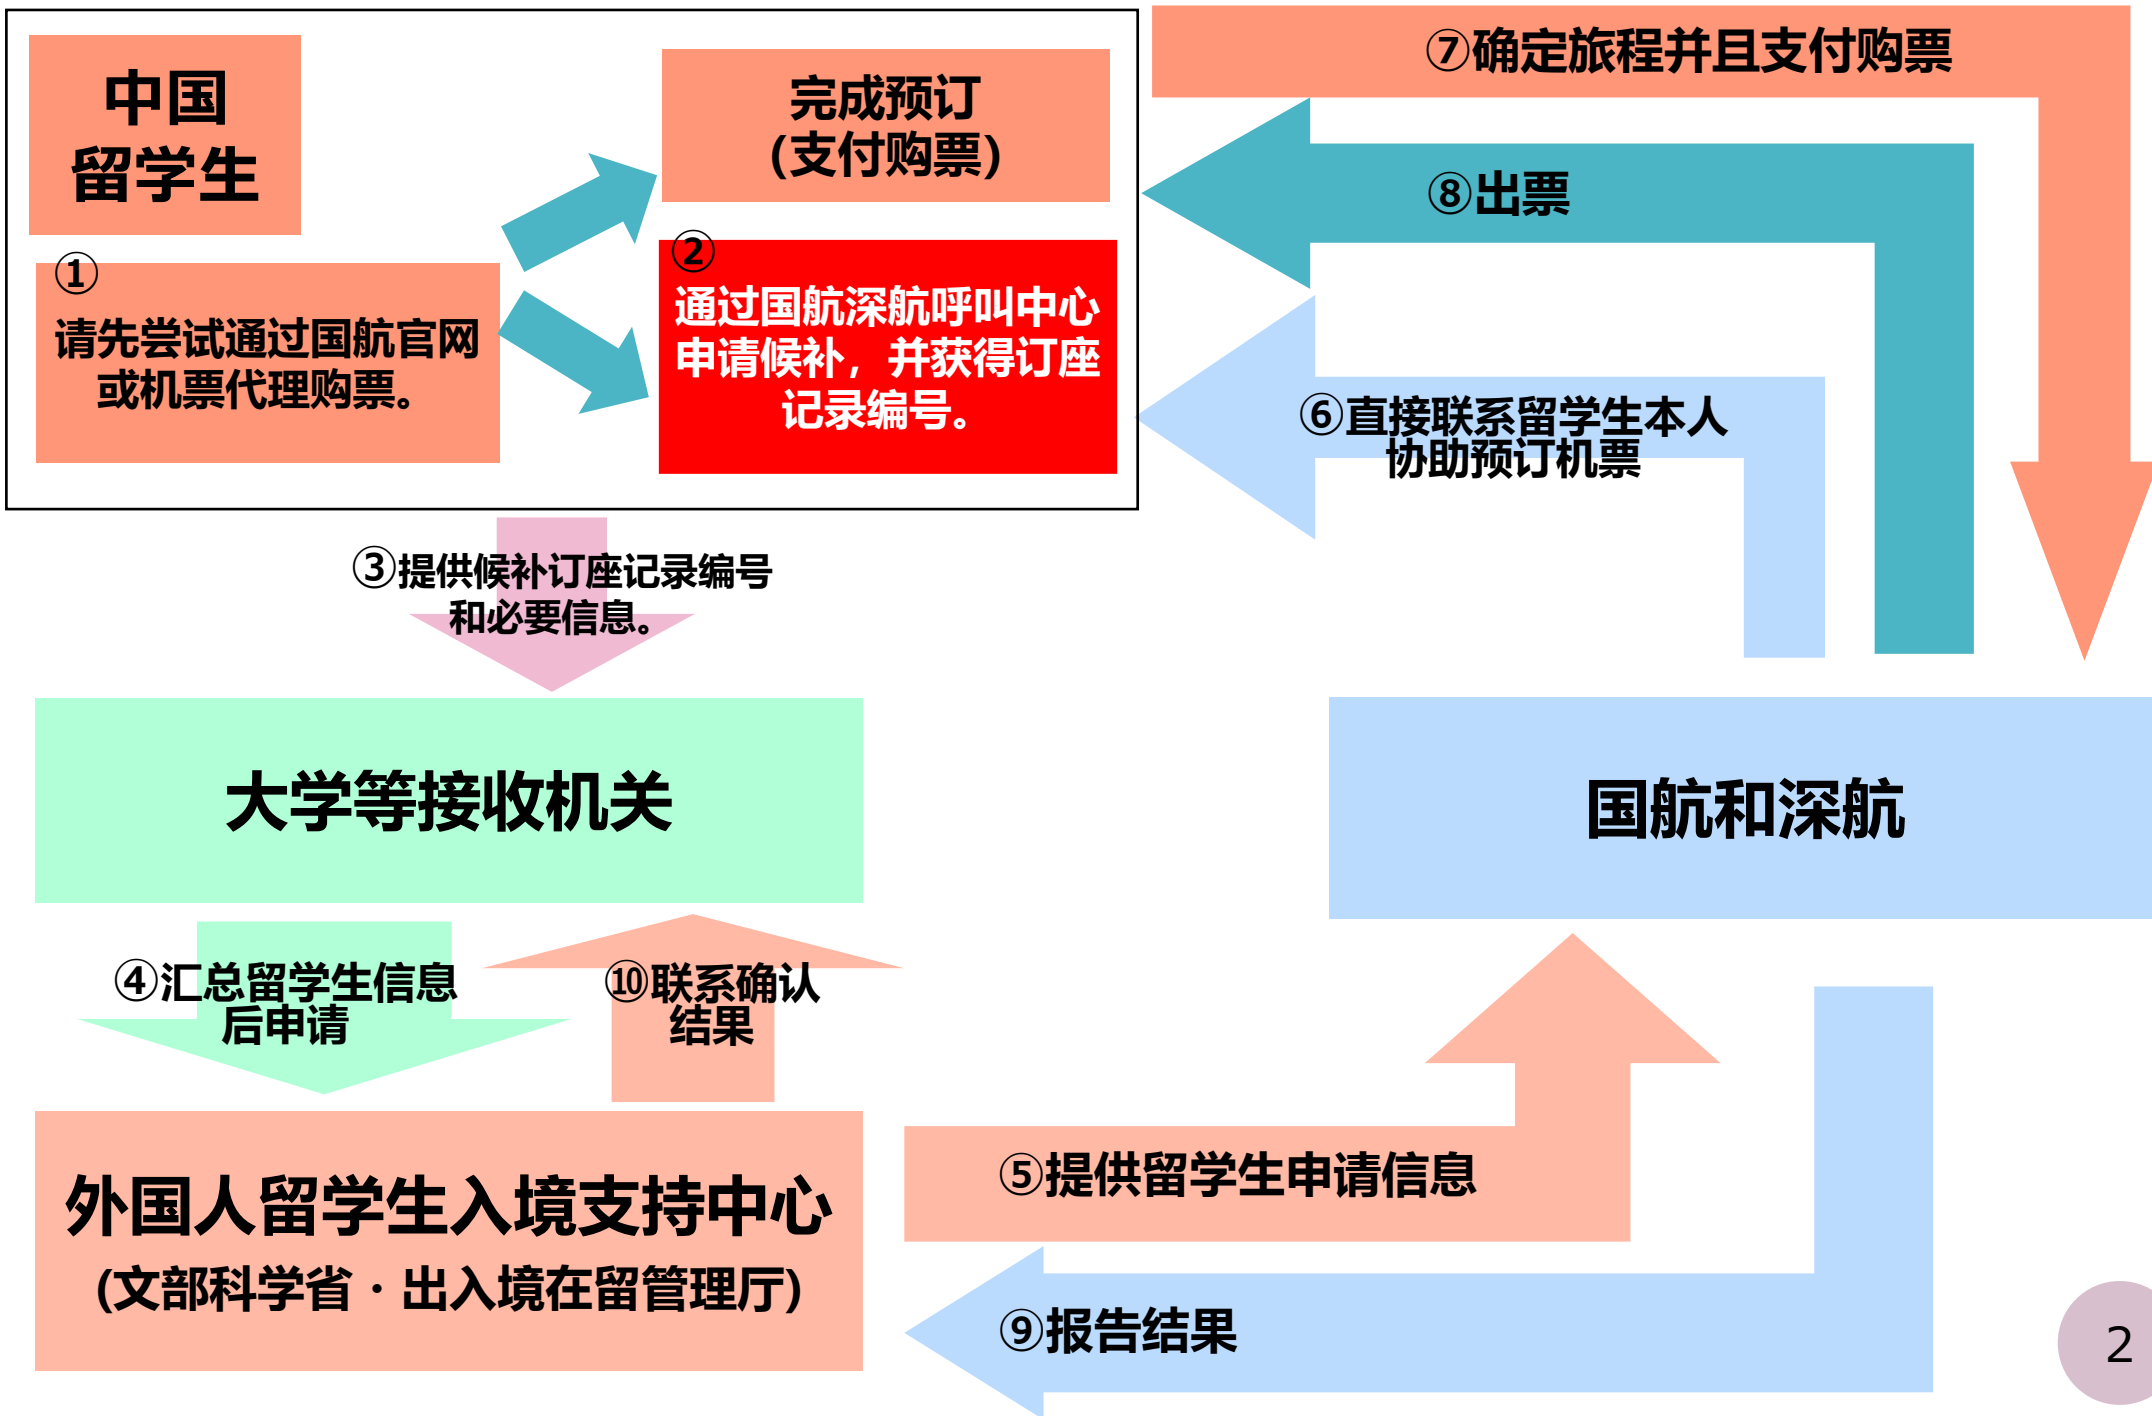 中国
留学生
完成预订
(支付购票)
①
请先尝试通过国航官网
或机票代理购票。
②
通过国航深航呼叫中心
申请候补，并获得订座
记录编号。
⑦确定旅程并且支付购票
⑧出票
⑥直接联系留学生本人
协助预订机票
③提供候补订座记录编号
和必要信息。
大学等接收机关
国航和深航
④汇总留学生信息
后申请
⑩联系确认
结果
外国人留学生入境支持中心
(文部科学省・出入境在留管理厅)
⑤提供留学生申请信息
⑨报告结果
2